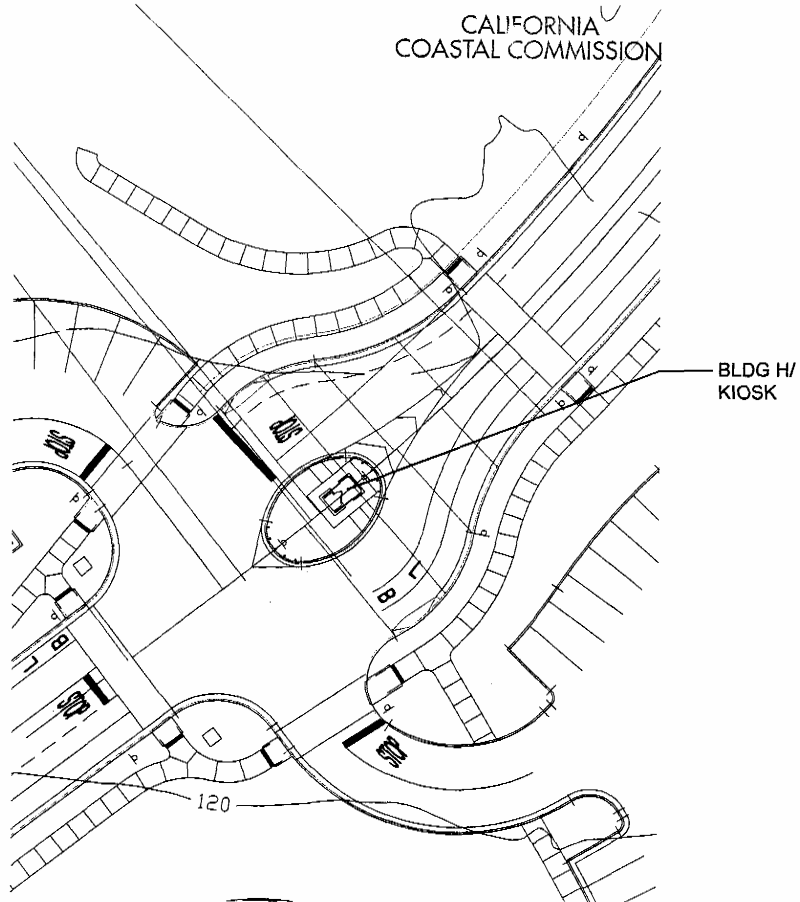 CALIFORNIA
COASTAL COMMISSION
STOP
STOP
BLDG H/
KIOSK
L
B
B
L
STOP
STOP
120